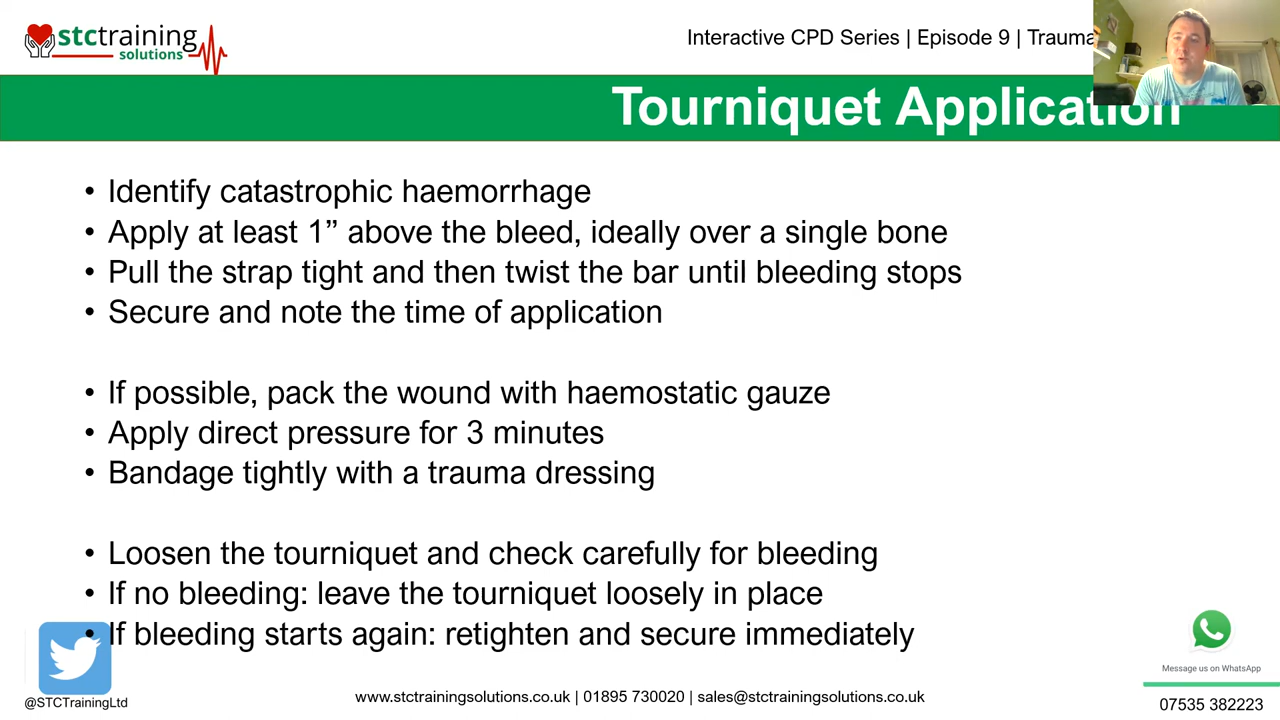 stctraining
solutions
Interactive CPD Series | Episode 9 | Trauma
Tourniquet Application
• Identify catastrophic haemorrhage
• Apply at least 1” above the bleed, ideally over a single bone
• Pull the strap tight and then twist the bar until bleeding stops
• Secure and note the time of application
• If possible, pack the wound with haemostatic gauze
• Apply direct pressure for 3 minutes
• Bandage tightly with a trauma dressing
• Loosen the tourniquet and check carefully for bleeding
• If no bleeding: leave the tourniquet loosely in place
• If bleeding starts again: retighten and secure immediately
Message us on WhatsApp
@STCTrainingLtd
www.stctrainingsolutions.co.uk | 01895 730020 | sales@stctrainingsolutions.co.uk
07535 382223